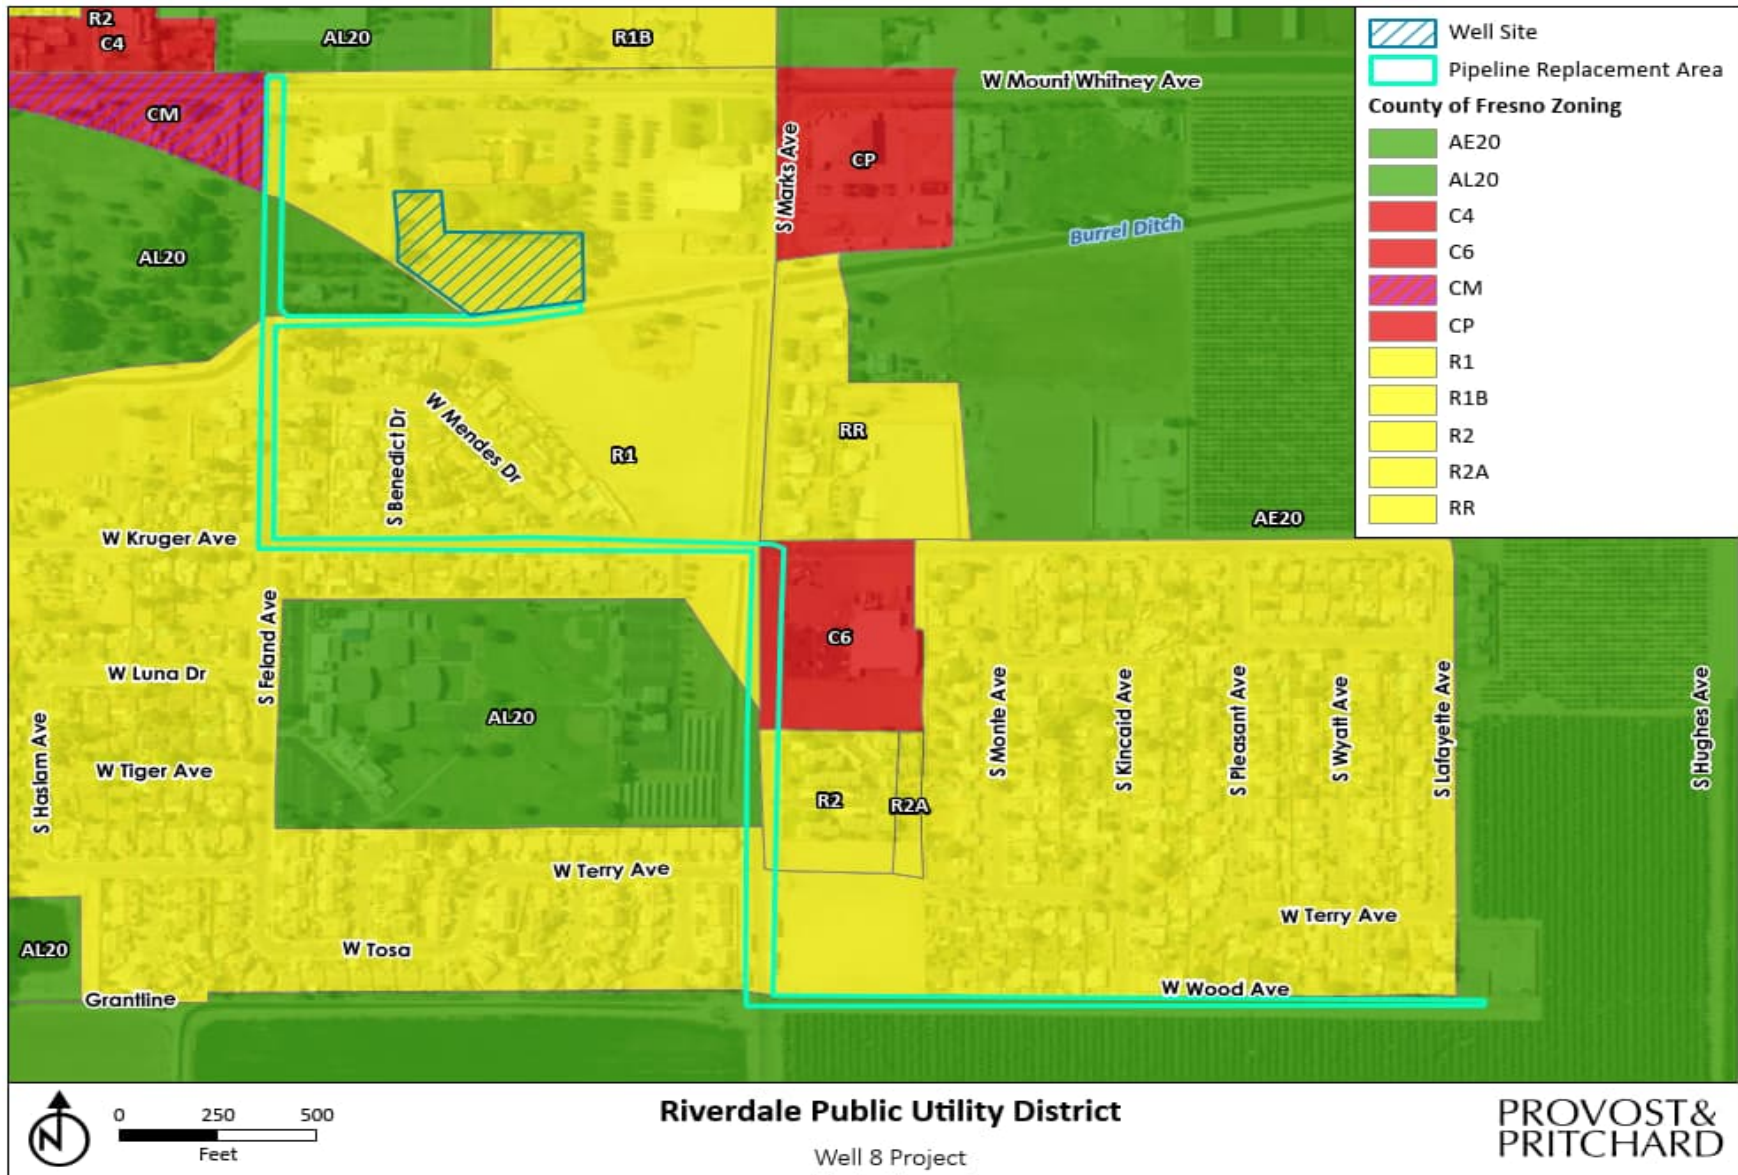 R2
C4
AL20
R1B
W Mount Whitney Ave
CM
S Marks Ave
CP
Burrel Ditch
AL20
S Benedict Dr
W Mendes Dr
R1
RR
AE20
W Kruger Ave
S Feland Ave
C6
W Luna Dr
AL20
S Haslam Ave
W Tiger Ave
S Monte Ave
S Kincaid Ave
S Pleasant Ave
S Wyatt Ave
S Lafayette Ave
S Hughes Ave
R2
R2A
W Terry Ave
W Terry Ave
AL20
W Tosa
Grantline
W Wood Ave
Well Site
Pipeline Replacement Area
County of Fresno Zoning
AE20
AL20
C4
C6
CM
CP
R1
R1B
R2
R2A
RR
N
0 250 500
Feet
Riverdale Public Utility District
Well 8 Project
PROVOST&
PRITCHARD